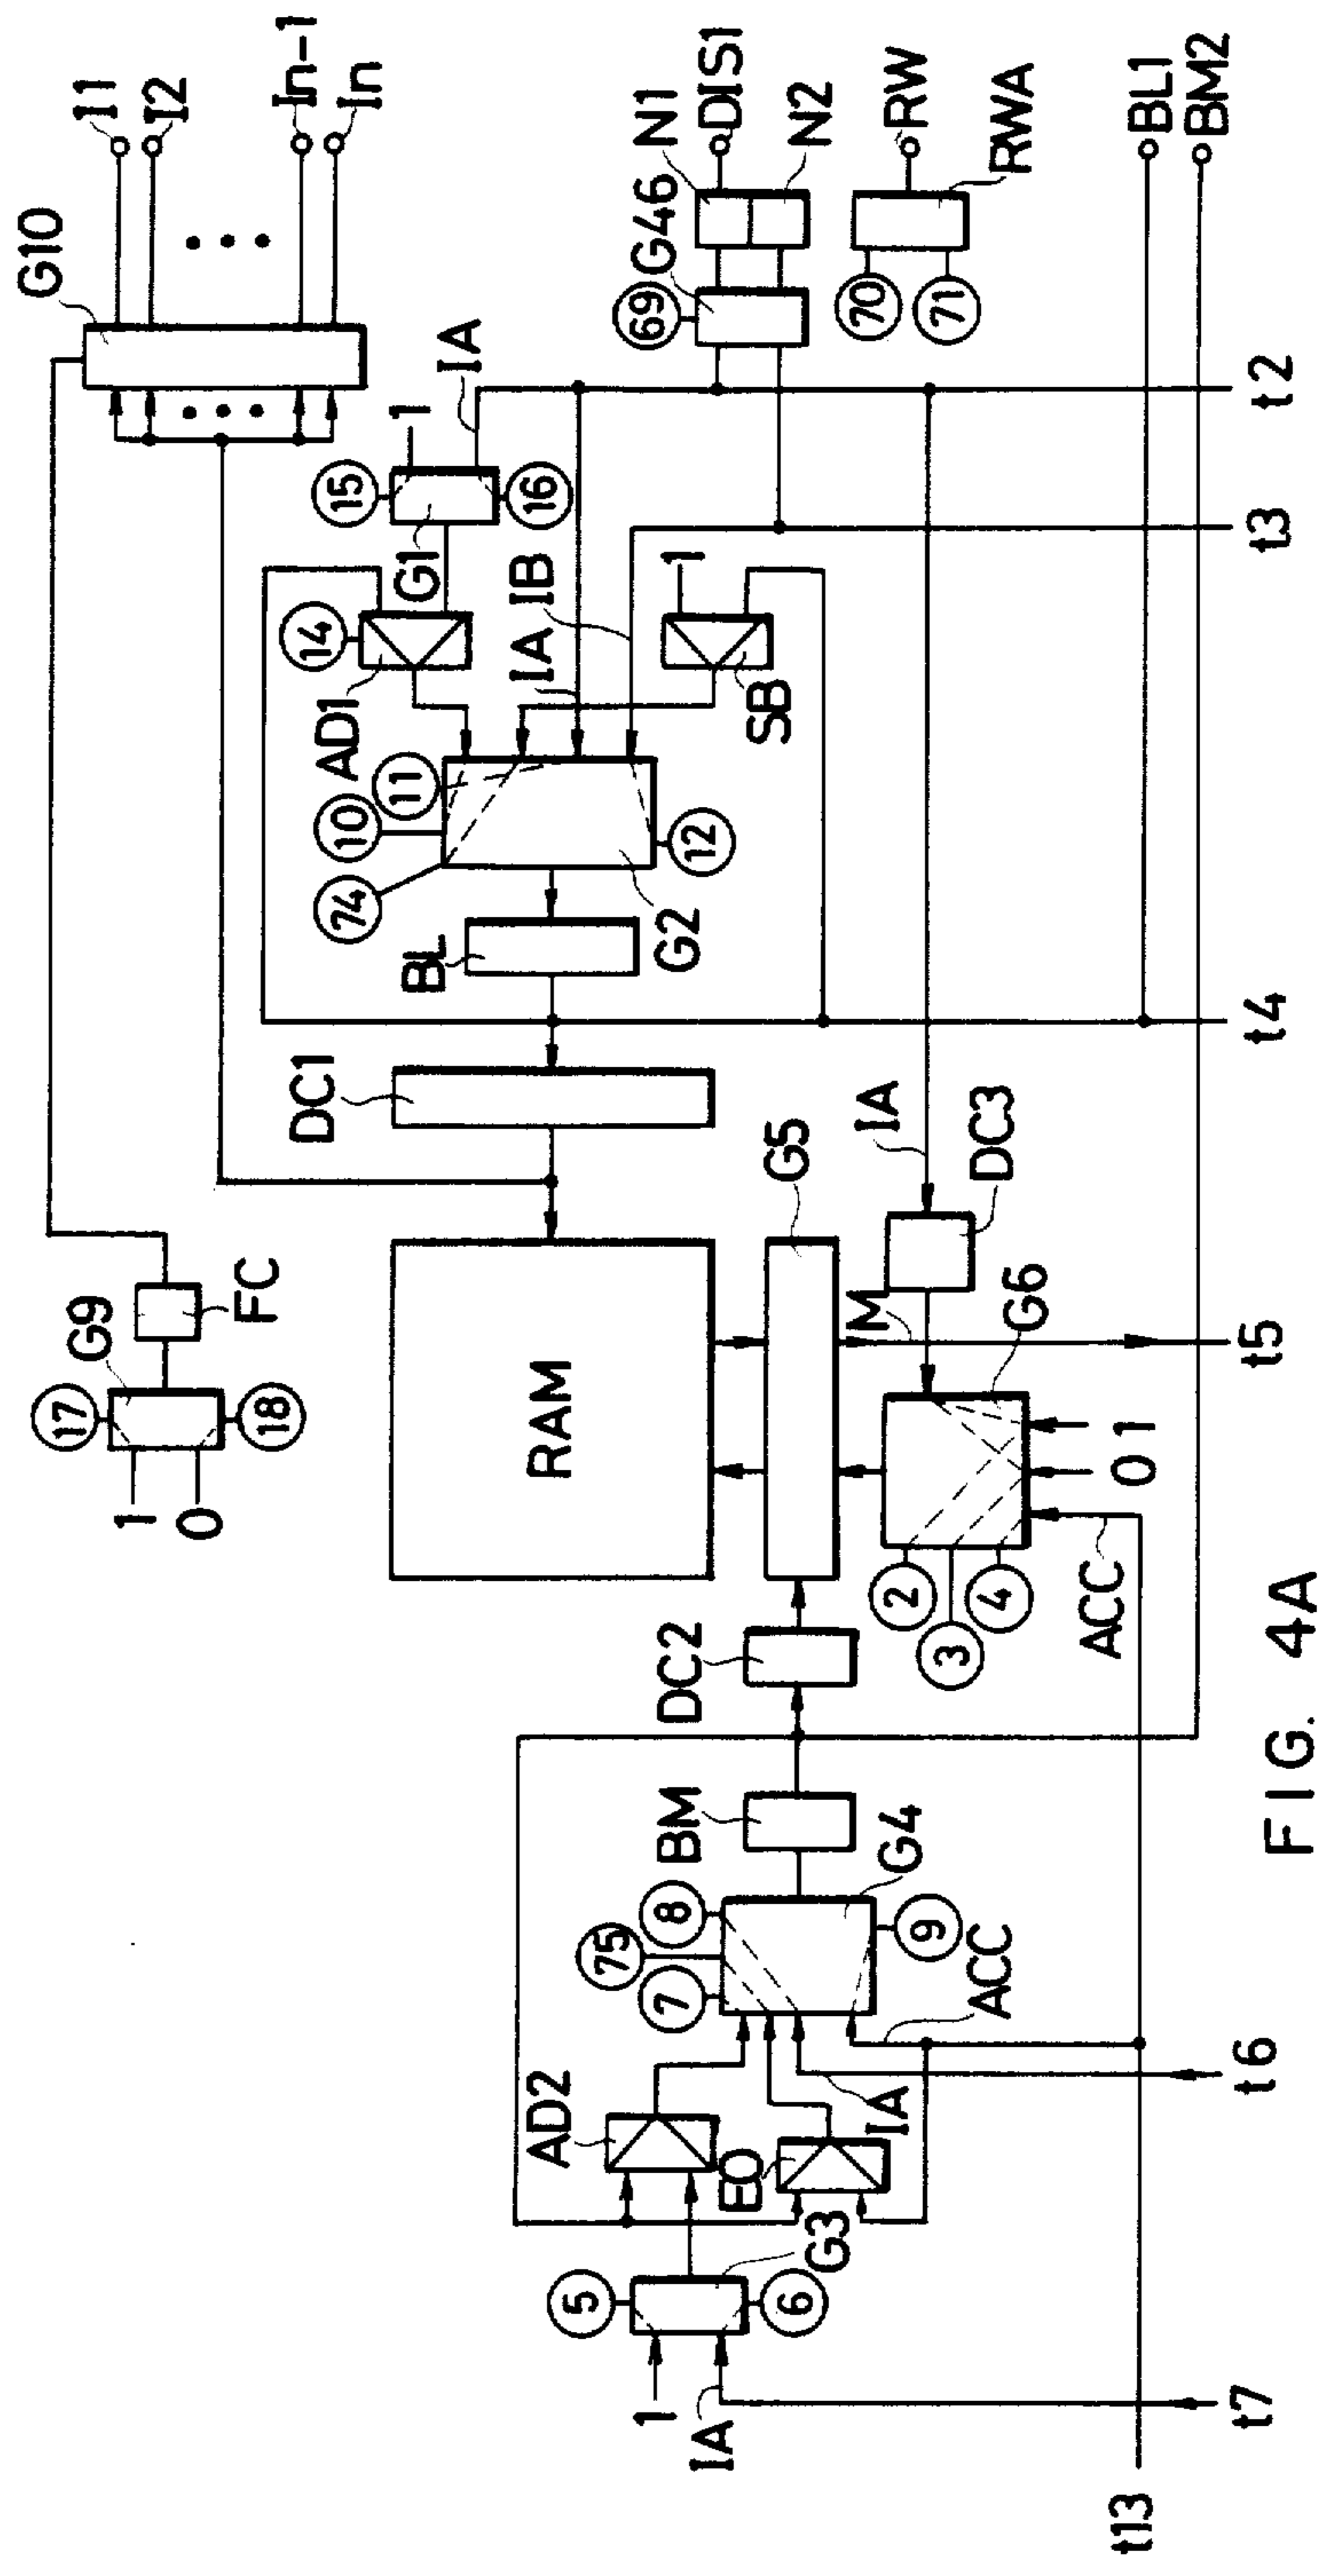 I1
I2
In-1
In
G10
17
G9
1
0
18
FC
15
1
IA
G1
16
14
AD1
IA
IB
1
SB
10
11
74
12
G2
BL
DC1
RAM
69
G46
N1
DIS1
N2
70
71
RW
RWA
BL1
BM2
t2
t3
t4
IA
DC3
G5
M
G6
t5
2
3
4
0
1
ACC
DC2
BM
G4
8
75
7
9
ACC
AD2
EO
IA
t6
G3
5
6
1
IA
t7
t13
FIG. 4A